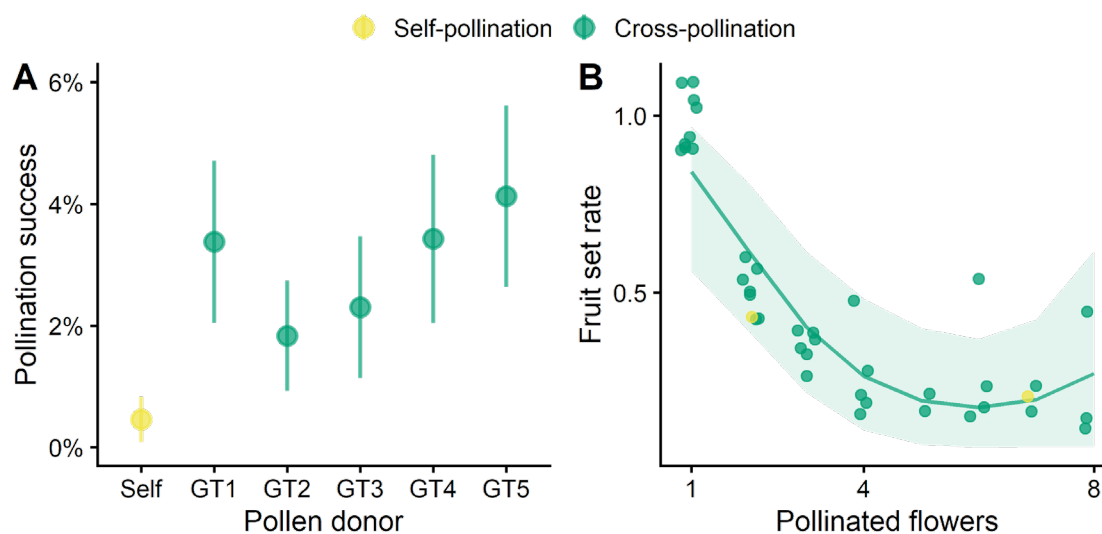 Self-pollination Cross-pollination
A
B
Pollination success
6%
4%
2%
0%
Self GT1 GT2 GT3 GT4 GT5
Pollen donor
Fruit set rate
1.0
0.5
1 4 8
Pollinated flowers